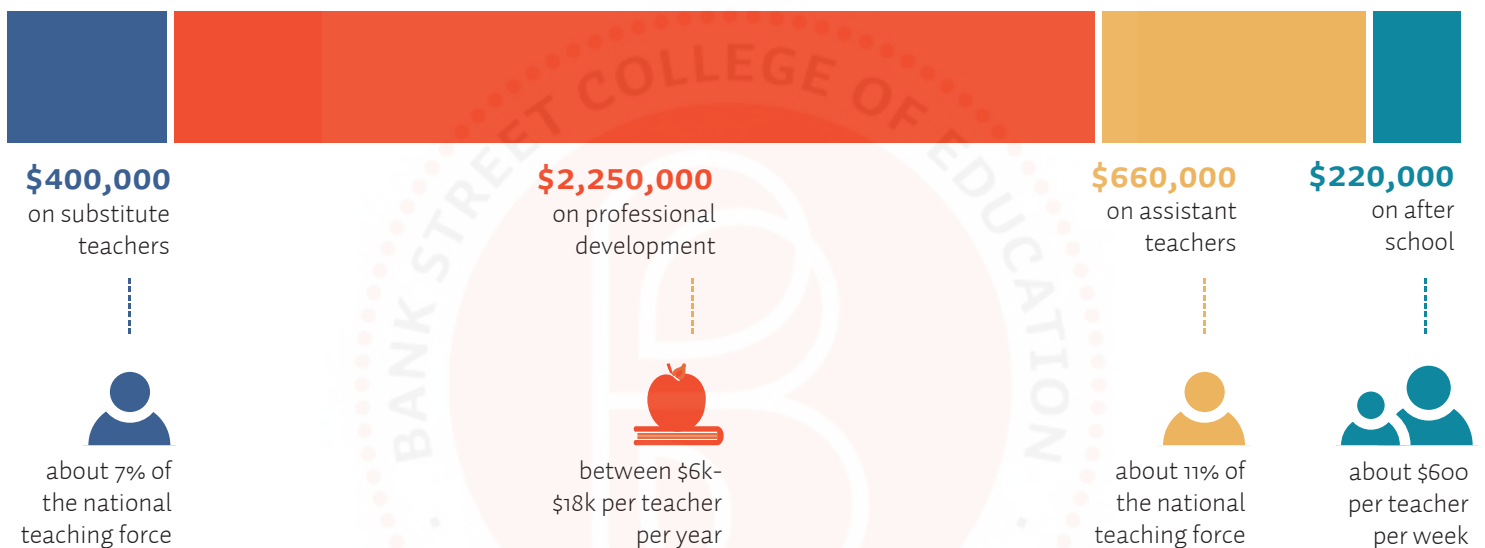 BANK STREET COLLEGE OF EDUCATION
$400,000
on substitute
teachers
$2,250,000
on professional
development
$660,000
on assistant
teachers
$220,000
on after
school
about 7% of
the national
teaching force
between $6k-
$18k per teacher
per year
about 11% of
the national
teaching force
about $600
per teacher
per week